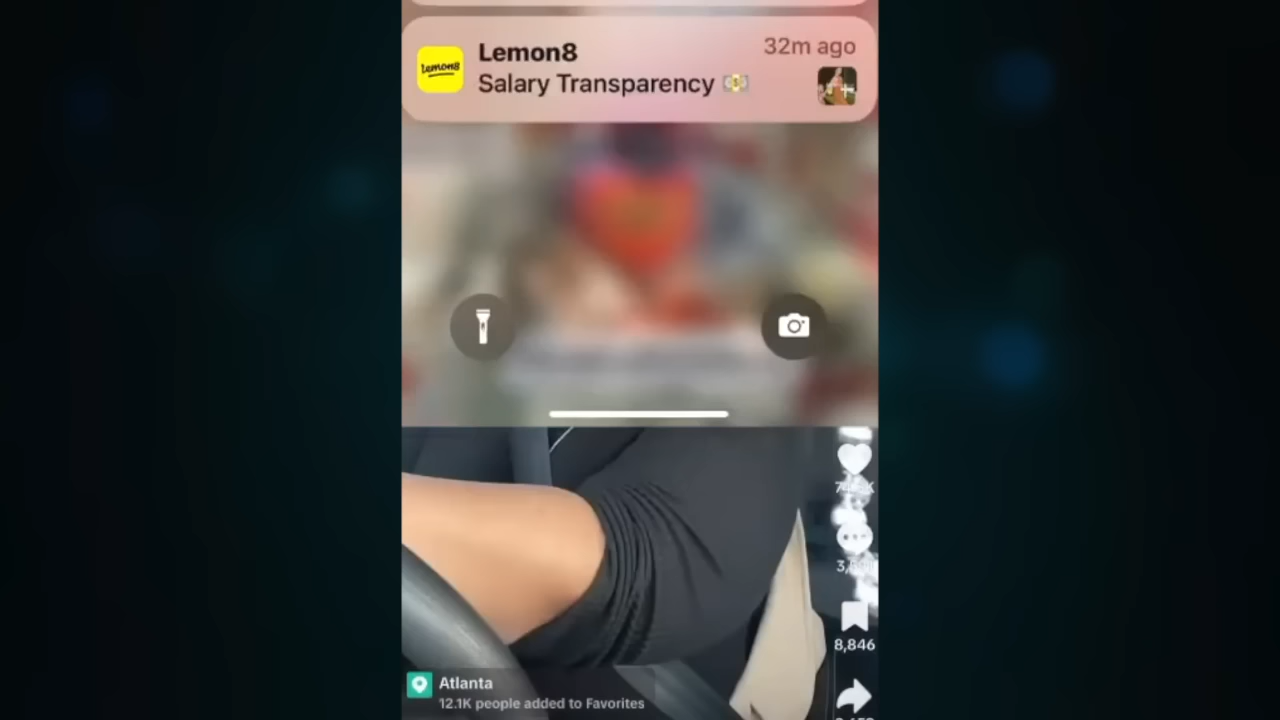 Lemon8
32m ago
lemon8
Salary Transparency
8,846
Atlanta
12.1K people added to Favorites